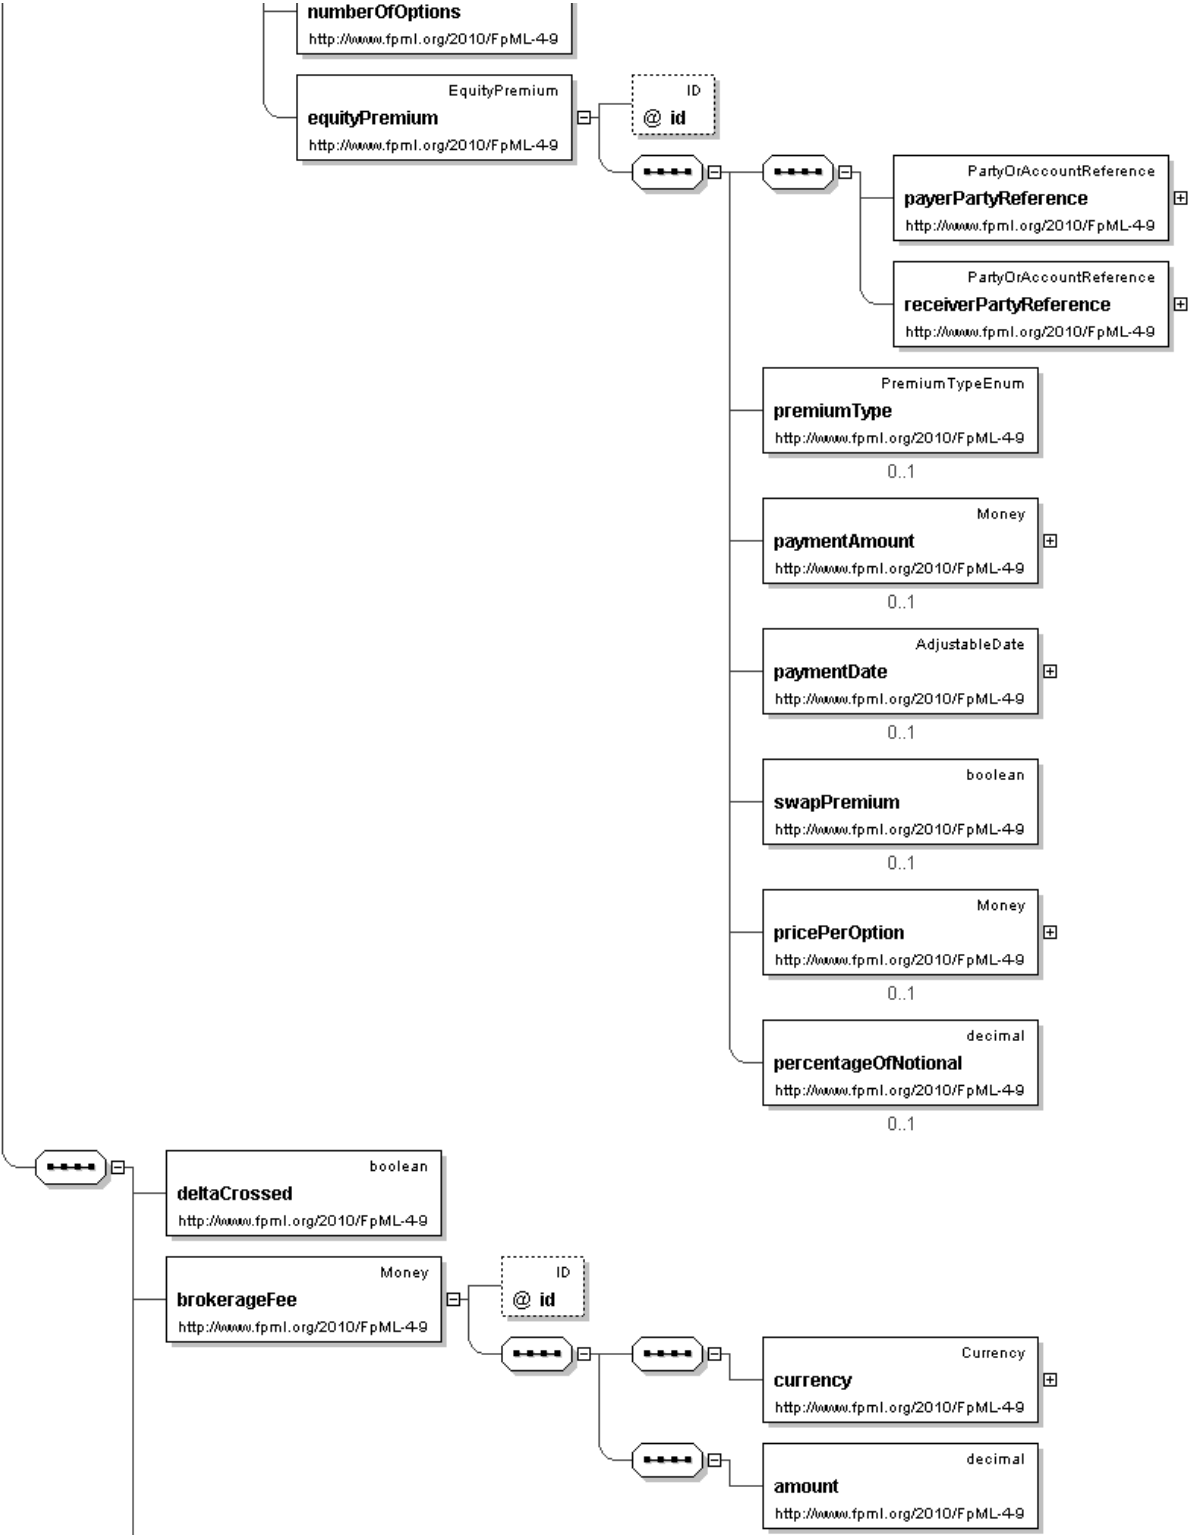 numberOfOptions
http://www.fpml.org/2010/FpML-4-9
EquityPremium
equityPremium
http://www.fpml.org/2010/FpML-4-9
ID
@ id
PartyOrAccountReference
payerPartyReference
http://www.fpml.org/2010/FpML-4-9
PartyOrAccountReference
receiverPartyReference
http://www.fpml.org/2010/FpML-4-9
PremiumTypeEnum
premiumType
http://www.fpml.org/2010/FpML-4-9
0..1
Money
paymentAmount
http://www.fpml.org/2010/FpML-4-9
0..1
AdjustableDate
paymentDate
http://www.fpml.org/2010/FpML-4-9
0..1
boolean
swapPremium
http://www.fpml.org/2010/FpML-4-9
0..1
Money
pricePerOption
http://www.fpml.org/2010/FpML-4-9
0..1
decimal
percentageOfNotional
http://www.fpml.org/2010/FpML-4-9
0..1
boolean
deltaCrossed
http://www.fpml.org/2010/FpML-4-9
Money
brokerageFee
http://www.fpml.org/2010/FpML-4-9
ID
@ id
Currency
currency
http://www.fpml.org/2010/FpML-4-9
decimal
amount
http://www.fpml.org/2010/FpML-4-9